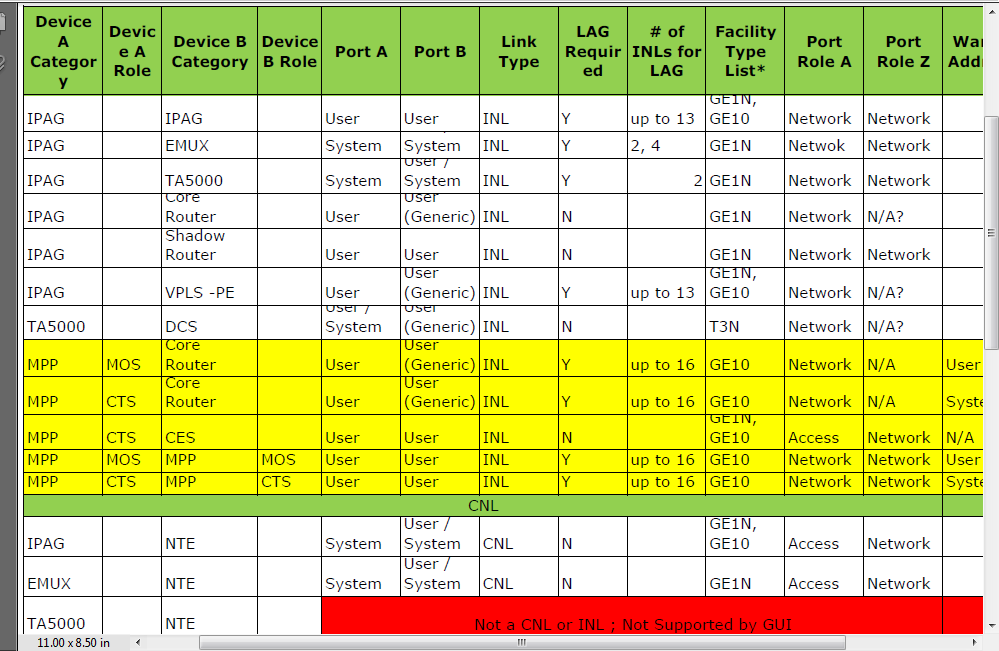 Device A Category | Device A Role | Device B Category | Device B Role | Port A | Port B | Link Type | LAG Required | # of INLs for LAG | Facility Type List* | Port Role A | Port Role Z
IPAG | | IPAG | | User | User | INL | Y | up to 13 | GE1N, GE10 | Network | Network
IPAG | | EMUX | | System | System | INL | Y | 2, 4 | GE1N | Netwok | Network
IPAG | | TA5000 | | System | User / System | INL | Y | 2 | GE1N | Network | Network
IPAG | | Core Router | | User | User (Generic) | INL | N | | GE1N | Network | N/A?
IPAG | | Shadow Router | | User | User | INL | N | | GE1N | Network | Network
IPAG | | VPLS -PE | | User | User (Generic) | INL | Y | up to 13 | GE1N, GE10 | Network | N/A?
TA5000 | | DCS | | User / System | User (Generic) | INL | N | | T3N | Network | N/A?
MPP | MOS | Core Router | | User | User (Generic) | INL | Y | up to 16 | GE10 | Network | N/A | User
MPP | CTS | Core Router | | User | User (Generic) | INL | Y | up to 16 | GE10 | Network | N/A | Syste
MPP | CTS | CES | | User | User | INL | N | | GE1N, GE10 | Access | Network | N/A
MPP | MOS | MPP | MOS | User | User | INL | Y | up to 16 | GE10 | Network | Network | User
MPP | CTS | MPP | CTS | User | User | INL | Y | up to 16 | GE10 | Network | Network | Syste
CNL
IPAG | | NTE | | System | User / System | CNL | N | | GE1N, GE10 | Access | Network
EMUX | | NTE | | System | User / System | CNL | N | | GE1N | Access | Network
TA5000 | | NTE | | Not a CNL or INL ; Not Supported by GUI
11.00 x 8.50 in